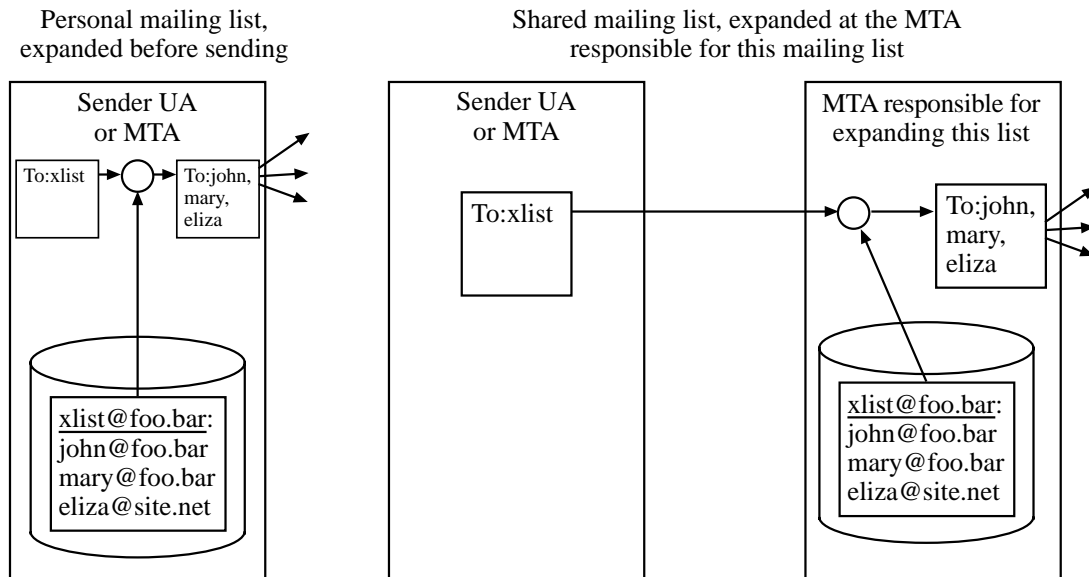 Personal mailing list,
expanded before sending
Sender UA
or MTA
To:xlist
To:john,
mary,
eliza
xlist@foo.bar:
john@foo.bar
mary@foo.bar
eliza@site.net
Shared mailing list, expanded at the MTA
responsible for this mailing list
Sender UA
or MTA
To:xlist
MTA responsible for
expanding this list
To:john,
mary,
eliza
xlist@foo.bar:
john@foo.bar
mary@foo.bar
eliza@site.net